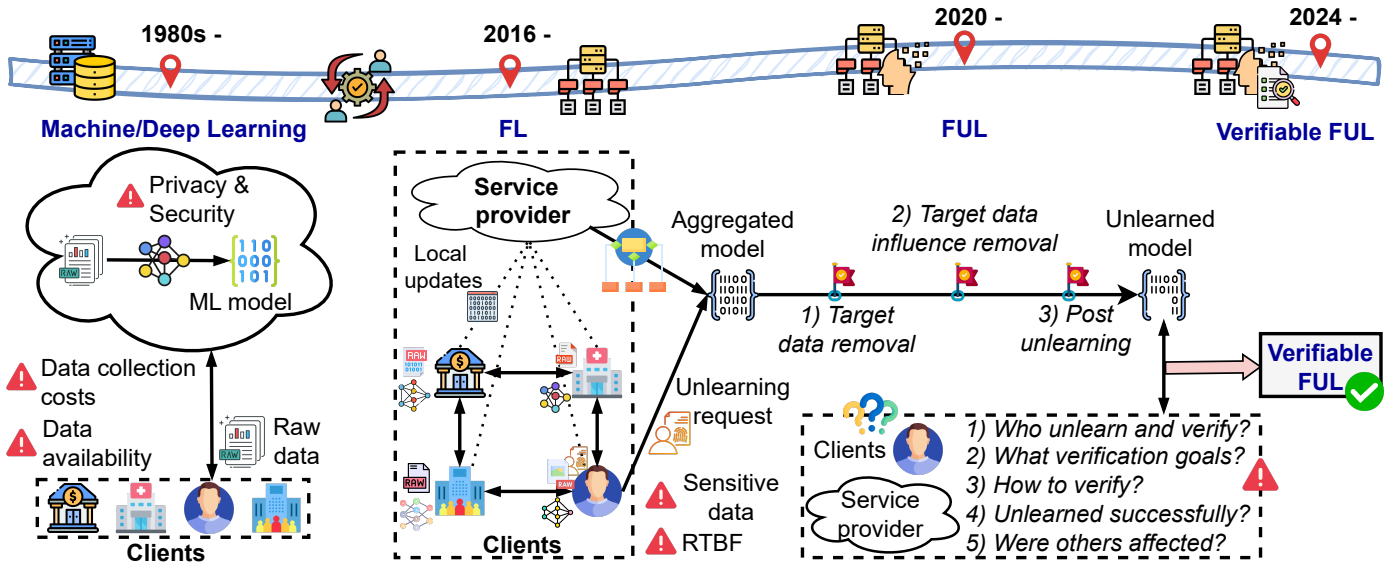 1980s -
2016 -
2020 -
2024 -
Machine/Deep Learning
FL
FUL
Verifiable FUL
Privacy &
Security
RAW
110
000
101
ML model
Data collection
costs
Data
availability
RAW
Raw
data
Clients
Service
provider
Local
updates
RAW
RAW
RAW
RAW
Clients
Aggregated
model
Unlearning
request
Sensitive
data
RTBF
1) Target
data removal
2) Target data
influence removal
3) Post
unlearning
Unlearned
model
Verifiable
FUL
Clients
Service
provider
1) Who unlearn and verify?
2) What verification goals?
3) How to verify?
4) Unlearned successfully?
5) Were others affected?